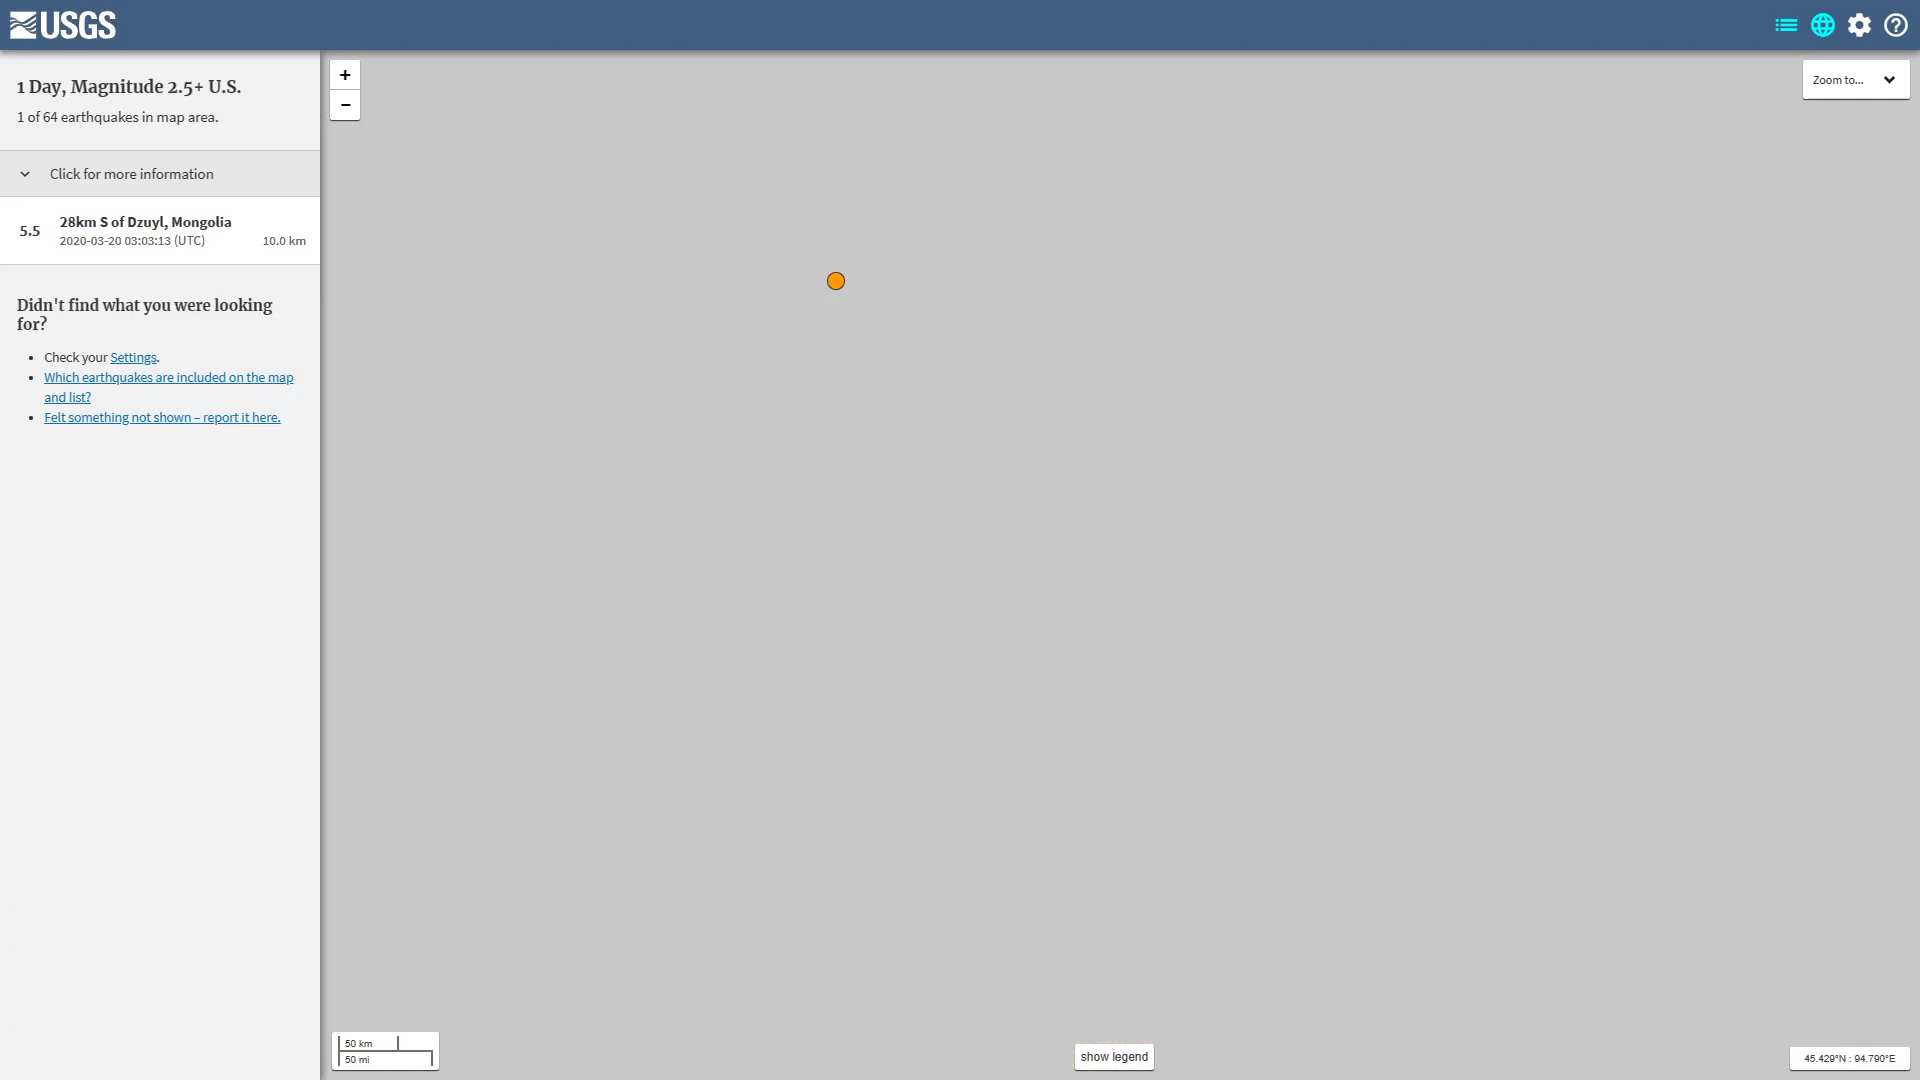 USGS
1 Day, Magnitude 2.5+ U.S.
1 of 64 earthquakes in map area.
Click for more information
5.5
28km S of Dzuyl, Mongolia
2020-03-20 03:03:13 (UTC)
10.0 km
Didn't find what you were looking
for?
Check your Settings.
Which earthquakes are included on the map
and list?
Felt something not shown – report it here.
+
−
Zoom to...
50 km
50 mi
show legend
45.429°N : 94.790°E